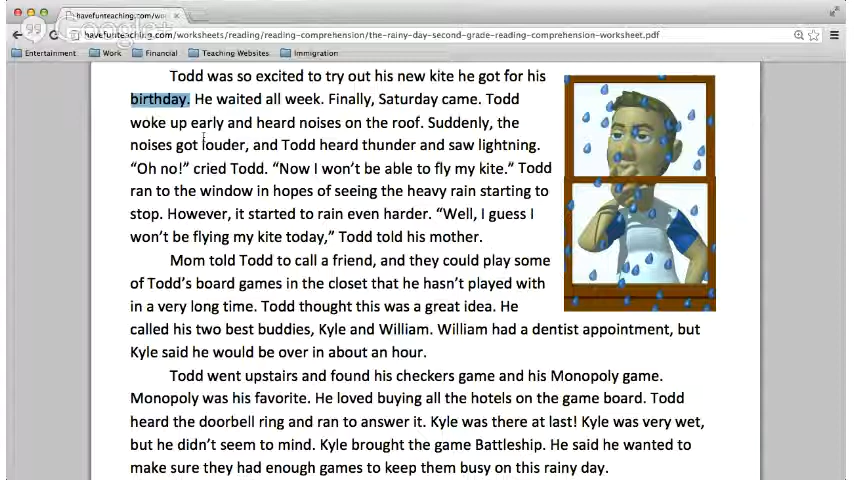 havefunteaching.com/wo
Google+
havefunteaching.com/worksheets/reading/reading-comprehension/the-rainy-day-second-grade-reading-comprehension-worksheet.pdf
Entertainment Work Financial Teaching Websites Immigration
Todd was so excited to try out his new kite he got for his
birthday. He waited all week. Finally, Saturday came. Todd
woke up early and heard noises on the roof. Suddenly, the
noises got louder, and Todd heard thunder and saw lightning.
“Oh no!” cried Todd. “Now I won’t be able to fly my kite.” Todd
ran to the window in hopes of seeing the heavy rain starting to
stop. However, it started to rain even harder. “Well, I guess I
won’t be flying my kite today,” Todd told his mother.
Mom told Todd to call a friend, and they could play some
of Todd’s board games in the closet that he hasn’t played with
in a very long time. Todd thought this was a great idea. He
called his two best buddies, Kyle and William. William had a dentist appointment, but
Kyle said he would be over in about an hour.
Todd went upstairs and found his checkers game and his Monopoly game.
Monopoly was his favorite. He loved buying all the hotels on the game board. Todd
heard the doorbell ring and ran to answer it. Kyle was there at last! Kyle was very wet,
but he didn’t seem to mind. Kyle brought the game Battleship. He said he wanted to
make sure they had enough games to keep them busy on this rainy day.